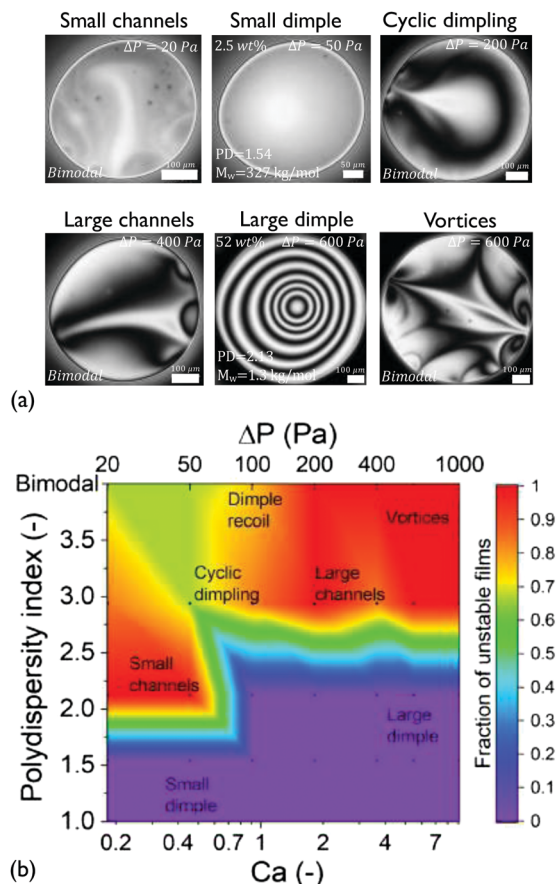 Small channels
Small dimple
Cyclic dimpling
ΔP = 20 Pa
2.5 wt% ΔP = 50 Pa
ΔP = 200 Pa
PD=1.54
Bimodal
100 μm
M_w=327 kg/mol
50 μm
Bimodal
100 μm
Large channels
Large dimple
Vortices
ΔP = 400 Pa
52 wt% ΔP = 600 Pa
ΔP = 600 Pa
PD=2.13
Bimodal
100 μm
M_w=1.3 kg/mol
100 μm
Bimodal
100 μm
(a)
ΔP (Pa)
20 50 100 200 400 1000
Bimodal
3.5
3.0
2.5
2.0
1.5
1.0
Polydispersity index (-)
Dimple
recoil
Vortices
Cyclic
dimpling
Large
channels
Small
channels
Large
dimple
Small
dimple
0.2 0.4 0.7 1 2 4 7
Ca (-)
1
0.9
0.8
0.7
0.6
0.5
0.4
0.3
0.2
0.1
0
Fraction of unstable films
(b)